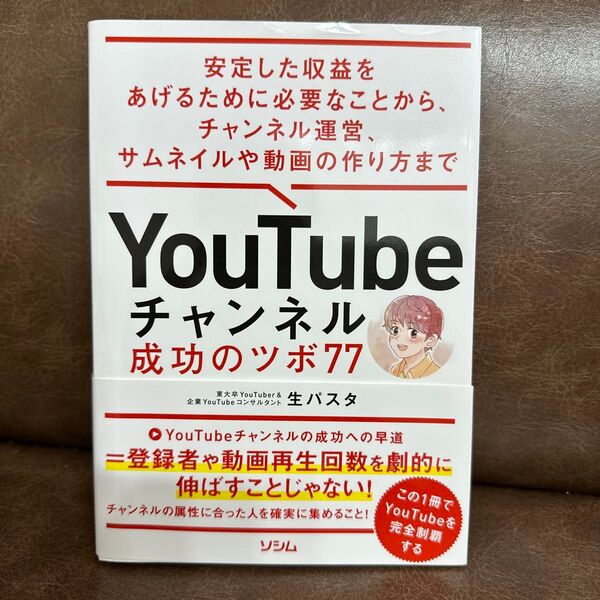 安定した収益を
あげるために必要なことから、
チャンネル運営、
サムネイルや動画の作り方まで
YouTube
チャンネル
成功のツボ77
東大卒YouTuber&
企業YouTubeコンサルタント 生パスタ
YouTubeチャンネルの成功への早道
=登録者や動画再生回数を劇的に
伸ばすことじゃない!
チャンネルの属性に合った人を確実に集めること!
この1冊で
YouTubeを
完全制覇
する
ソシム